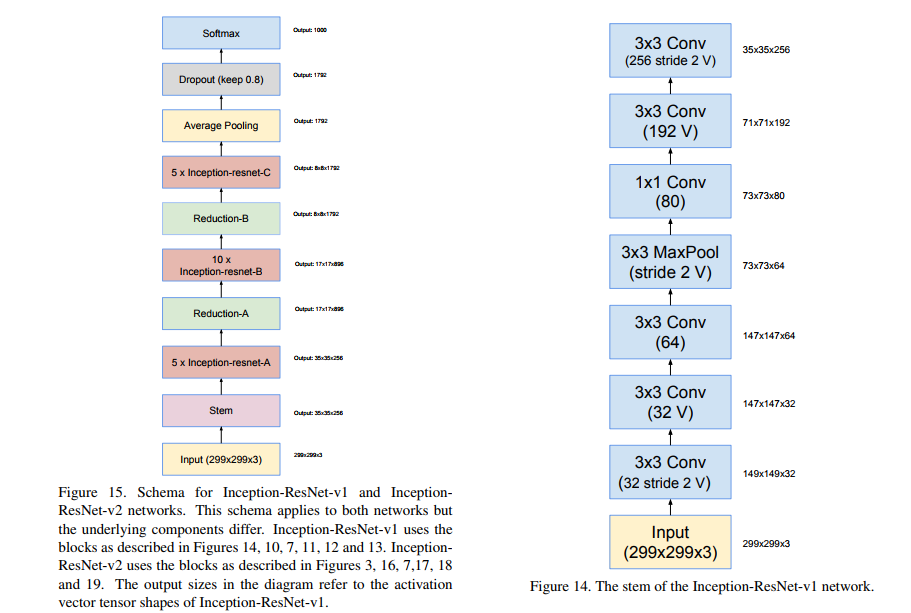 Softmax
Output: 1000
Dropout (keep 0.8)
Output: 1792
Average Pooling
Output: 1792
5 x Inception-resnet-C
Output: 8x8x1792
Reduction-B
Output: 8x8x1792
10 x
Inception-resnet-B
Output: 17x17x896
Reduction-A
Output: 17x17x896
5 x Inception-resnet-A
Output: 35x35x256
Stem
Output: 35x35x256
Input (299x299x3)
299x299x3
Figure 15. Schema for Inception-ResNet-v1 and Inception-
ResNet-v2 networks. This schema applies to both networks but
the underlying components differ. Inception-ResNet-v1 uses the
blocks as described in Figures 14, 10, 7, 11, 12 and 13. Inception-
ResNet-v2 uses the blocks as described in Figures 3, 16, 7,17, 18
and 19. The output sizes in the diagram refer to the activation
vector tensor shapes of Inception-ResNet-v1.
3x3 Conv
(256 stride 2 V)
35x35x256
3x3 Conv
(192 V)
71x71x192
1x1 Conv
(80)
73x73x80
3x3 MaxPool
(stride 2 V)
73x73x64
3x3 Conv
(64)
147x147x64
3x3 Conv
(32 V)
147x147x32
3x3 Conv
(32 stride 2 V)
149x149x32
Input
(299x299x3)
299x299x3
Figure 14. The stem of the Inception-ResNet-v1 network.